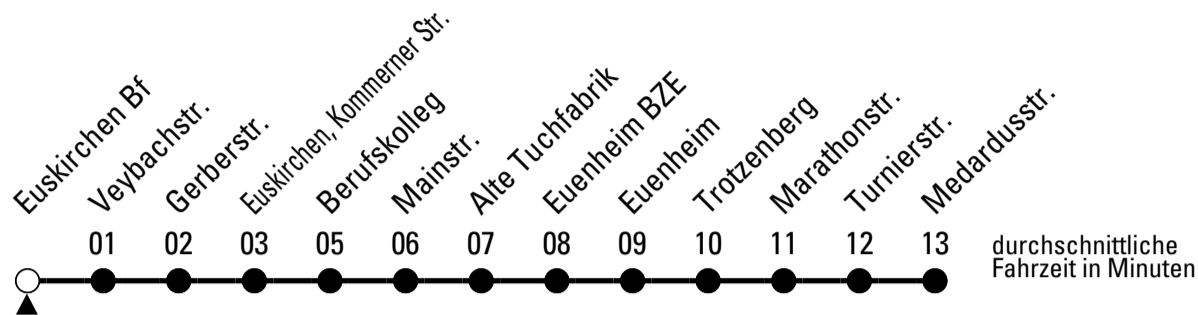 Euskirchen Bf
Veybachstr.
Gerberstr.
Euskirchen, Kommerner Str.
Berufskolleg
Mainstr.
Alte Tuchfabrik
Euenheim BZE
Euenheim
Trotzenberg
Marathonstr.
Turnierstr.
Medardusstr.
01 02 03 05 06 07 08 09 10 11 12 13
durchschnittliche
Fahrzeit in Minuten